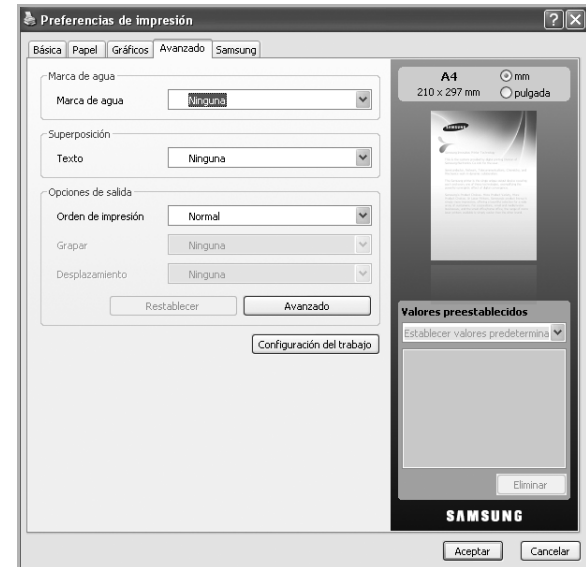 Preferencias de impresión
Básica Papel Gráficos Avanzado Samsung
Marca de agua
Marca de agua Ninguna
Superposición
Texto Ninguna
Opciones de salida
Orden de impresión Normal
Grapar Ninguna
Desplazamiento Ninguna
Restablecer Avanzado
Configuración del trabajo
A4 mm
210 x 297 mm pulgada
SAMSUNG
Valores preestablecidos
Establecer valores predetermina
Eliminar
SAMSUNG
Aceptar Cancelar